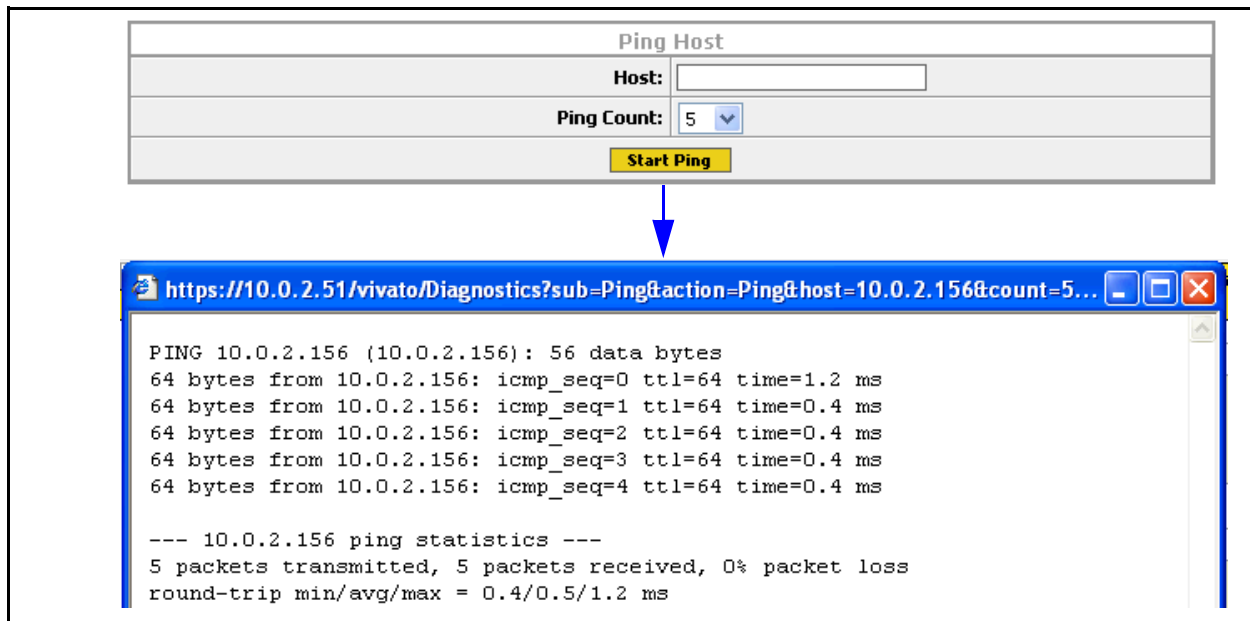 Ping Host
Host:
Ping Count: 5
Start Ping
https://10.0.2.51/vivato/Diagnostics?sub=Ping&action=Ping&host=10.0.2.156&count=5...
PING 10.0.2.156 (10.0.2.156): 56 data bytes
64 bytes from 10.0.2.156: icmp_seq=0 ttl=64 time=1.2 ms
64 bytes from 10.0.2.156: icmp_seq=1 ttl=64 time=0.4 ms
64 bytes from 10.0.2.156: icmp_seq=2 ttl=64 time=0.4 ms
64 bytes from 10.0.2.156: icmp_seq=3 ttl=64 time=0.4 ms
64 bytes from 10.0.2.156: icmp_seq=4 ttl=64 time=0.4 ms
--- 10.0.2.156 ping statistics ---
5 packets transmitted, 5 packets received, 0% packet loss
round-trip min/avg/max = 0.4/0.5/1.2 ms